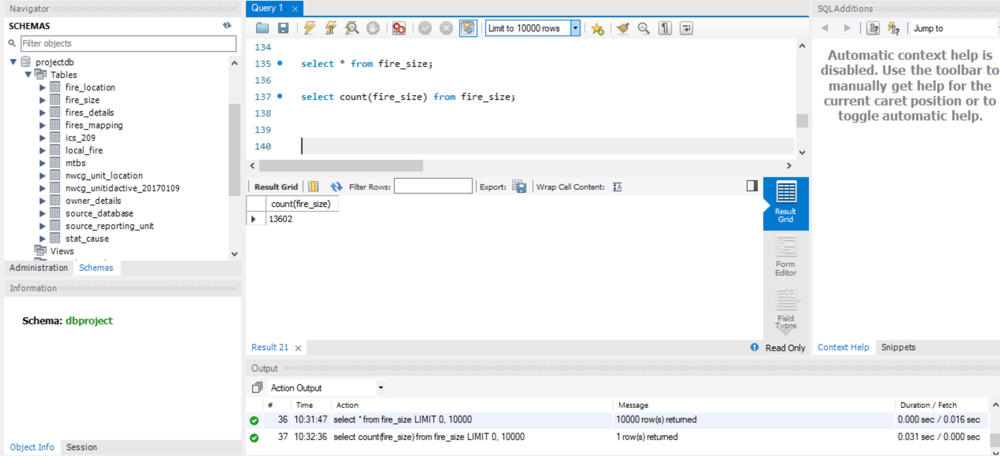 Navigator
SCHEMAS
Filter objects
projectdb
Tables
fire_location
fire_size
fires_details
fires_mapping
ics_209
local_fire
mtbs
nwcg_unit_location
nwcg_unitidactive_20170109
owner_details
source_database
source_reporting_unit
stat_cause
Views
Administration Schemas
Information
Schema: dbproject
Object Info Session
Query 1
Limit to 10000 rows
134
135 select * from fire_size;
136
137 select count(fire_size) from fire_size;
138
139
140
Result Grid Filter Rows: Export: Wrap Cell Content:
count(fire_size)
13602
Result
Grid
Form
Editor
Field
Types
Result 21 Read Only
SQLAdditions
Jump to
Automatic context help is
disabled. Use the toolbar to
manually get help for the
current caret position or to
toggle automatic help.
Context Help Snippets
Output
Action Output
# Time Action Message Duration / Fetch
36 10:31:47 select * from fire_size LIMIT 0, 10000 10000 row(s) returned 0.000 sec / 0.016 sec
37 10:32:36 select count(fire_size) from fire_size LIMIT 0, 10000 1 row(s) returned 0.031 sec / 0.000 sec